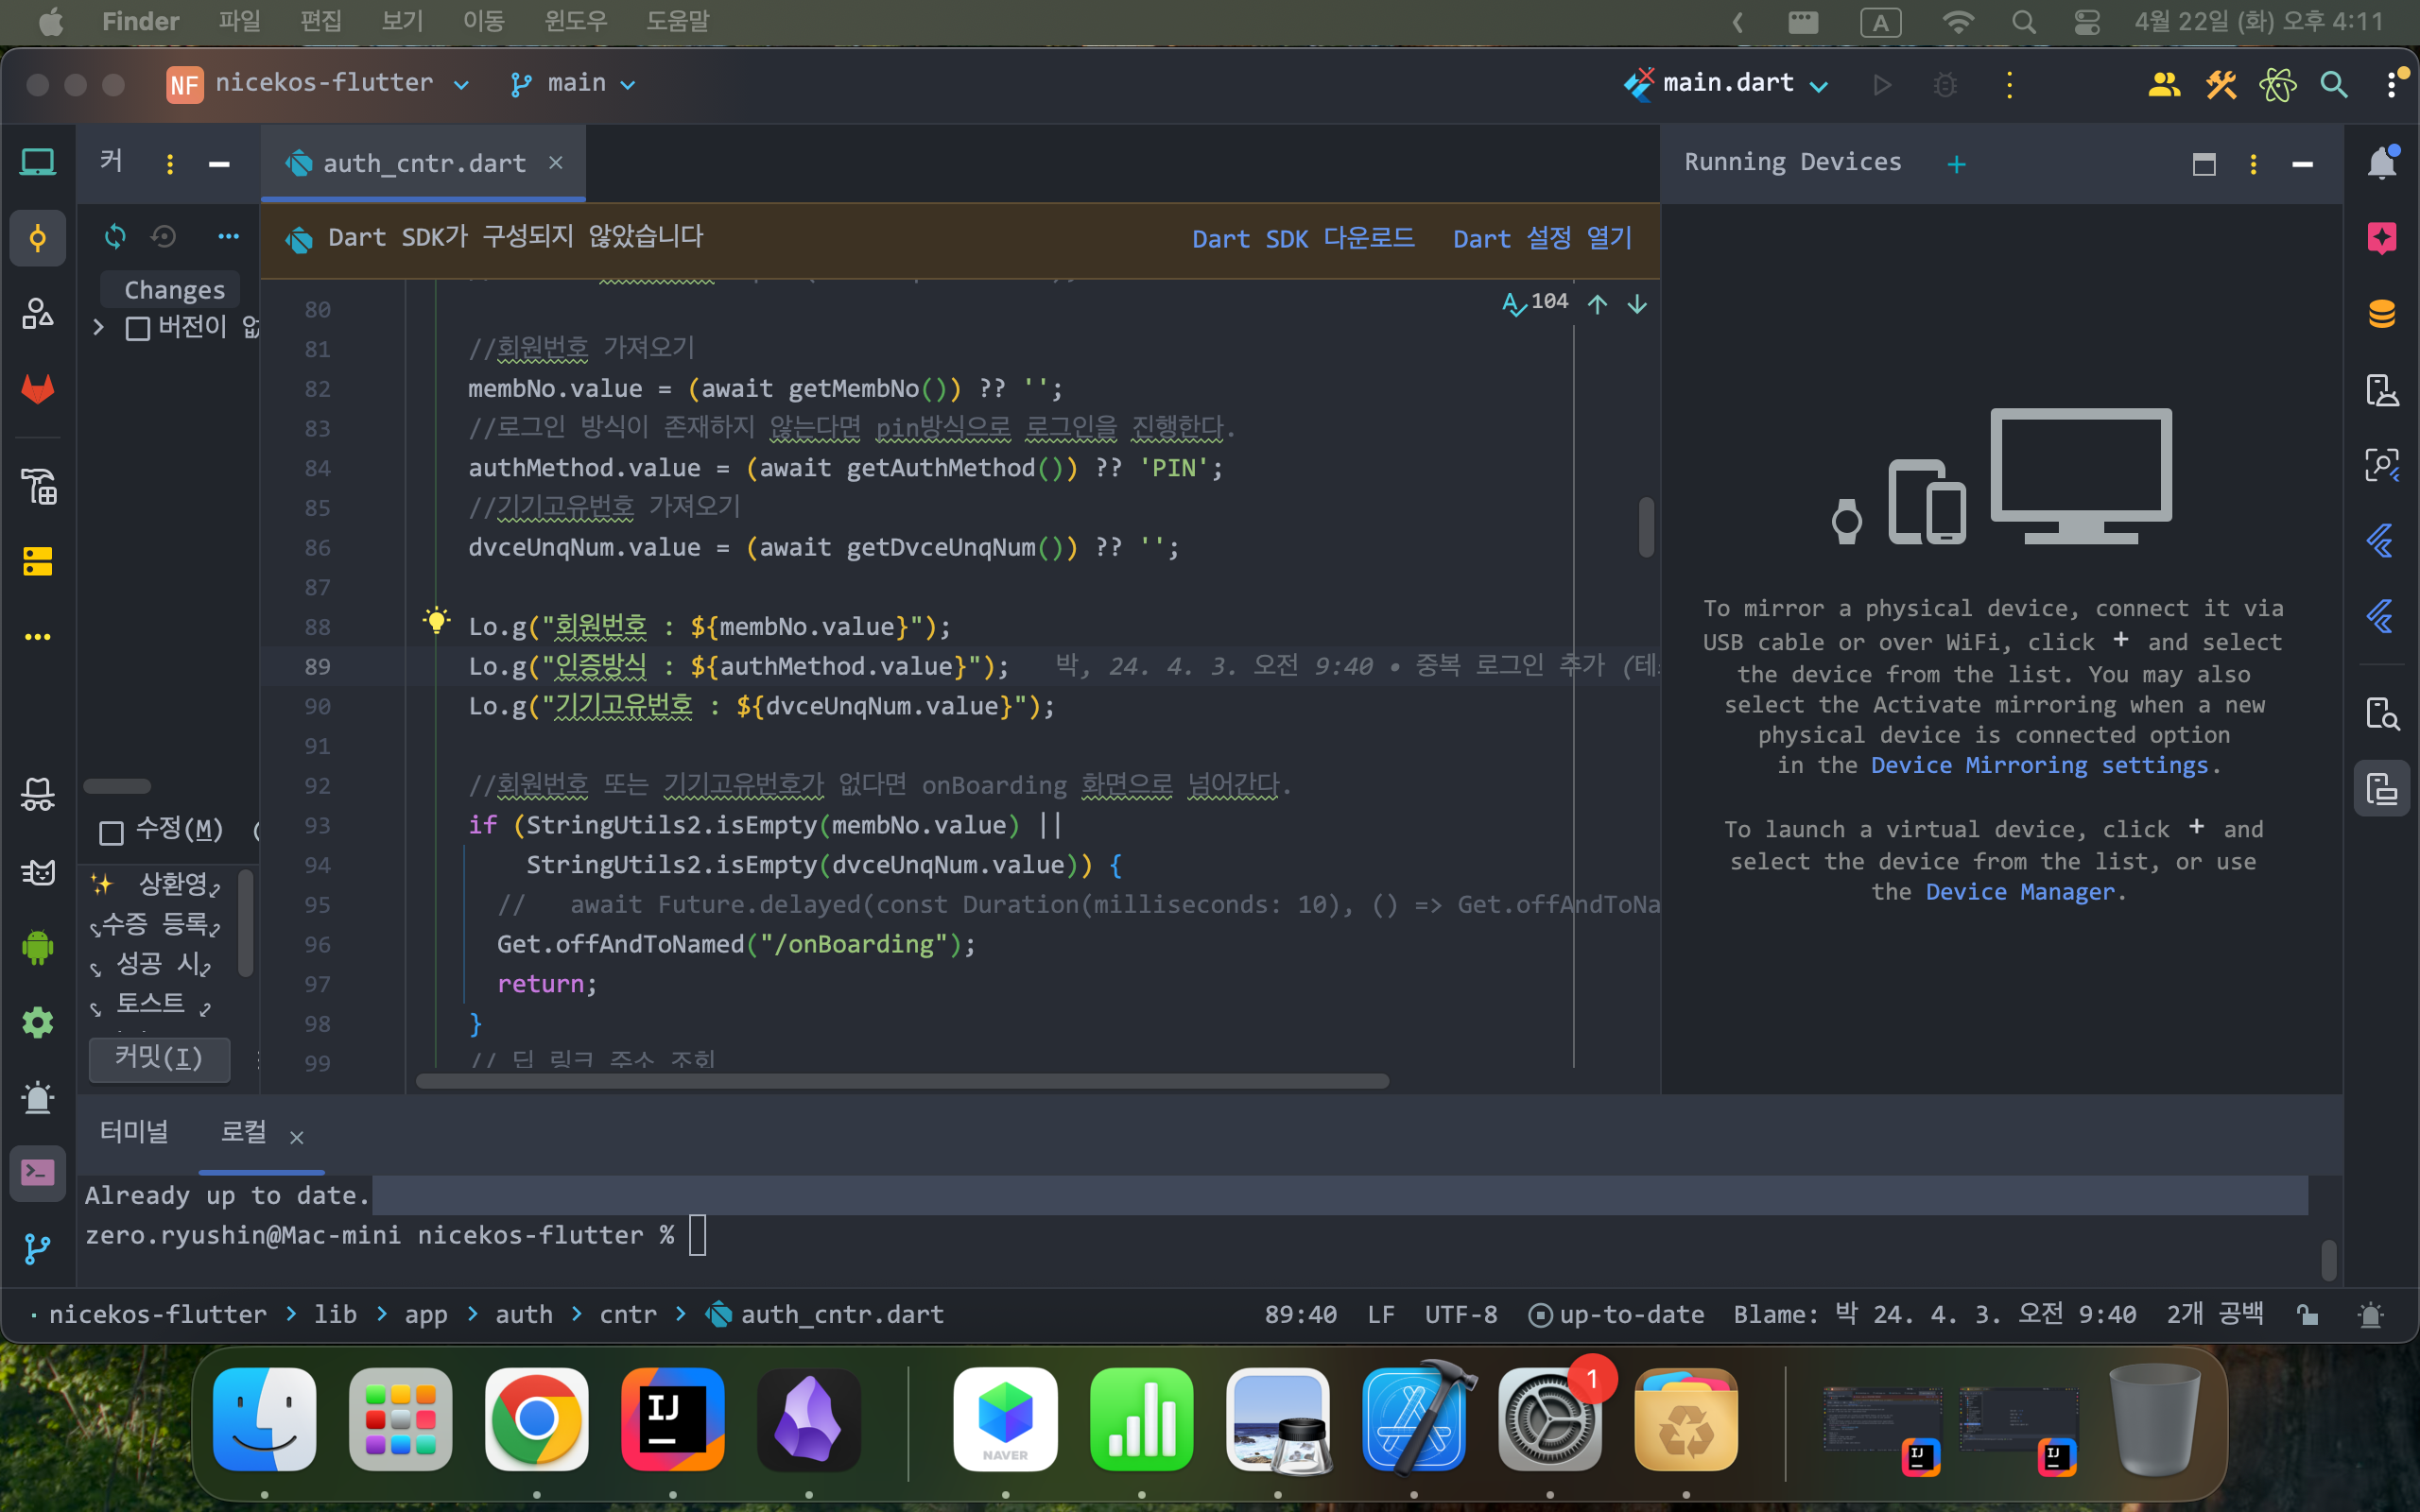 Finder 파일 편집 보기 이동 윈도우 도움말 A 4월 22일 (화) 오후 4:11
NF nicekos-flutter main main.dart
커 auth_cntr.dart Running Devices
Dart SDK가 구성되지 않았습니다 Dart SDK 다운로드 Dart 설정 열기
Changes
버전이
104
80
81 //회원번호 가져오기
82 membNo.value = (await getMembNo()) ?? '';
83 //로그인 방식이 존재하지 않는다면 pin방식으로 로그인을 진행한다.
84 authMethod.value = (await getAuthMethod()) ?? 'PIN';
85 //기기고유번호 가져오기
86 dvceUnqNum.value = (await getDvceUnqNum()) ?? '';
87
88 Lo.g("회원번호 : ${membNo.value}");
89 Lo.g("인증방식 : ${authMethod.value}"); 박, 24. 4. 3. 오전 9:40 • 중복 로그인 추가 (테
90 Lo.g("기기고유번호 : ${dvceUnqNum.value}");
91
92 //회원번호 또는 기기고유번호가 없다면 onBoarding 화면으로 넘어간다.
93 if (StringUtils2.isEmpty(membNo.value) ||
94 StringUtils2.isEmpty(dvceUnqNum.value)) {
95 // await Future.delayed(const Duration(milliseconds: 10), () => Get.offAndToNa
96 Get.offAndToNamed("/onBoarding");
97 return;
98 }
99 // 딥 링크 주소 조회
수정(M)
상환영
수증 등록
성공 시
토스트
커밋(I)
To mirror a physical device, connect it via
USB cable or over WiFi, click + and select
the device from the list. You may also
select the Activate mirroring when a new
physical device is connected option
in the Device Mirroring settings.
To launch a virtual device, click + and
select the device from the list, or use
the Device Manager.
터미널 로컬
Already up to date.
zero.ryushin@Mac-mini nicekos-flutter %
nicekos-flutter > lib > app > auth > cntr > auth_cntr.dart 89:40 LF UTF-8 up-to-date Blame: 박 24. 4. 3. 오전 9:40 2개 공백
IJ NAVER 1 IJ IJ